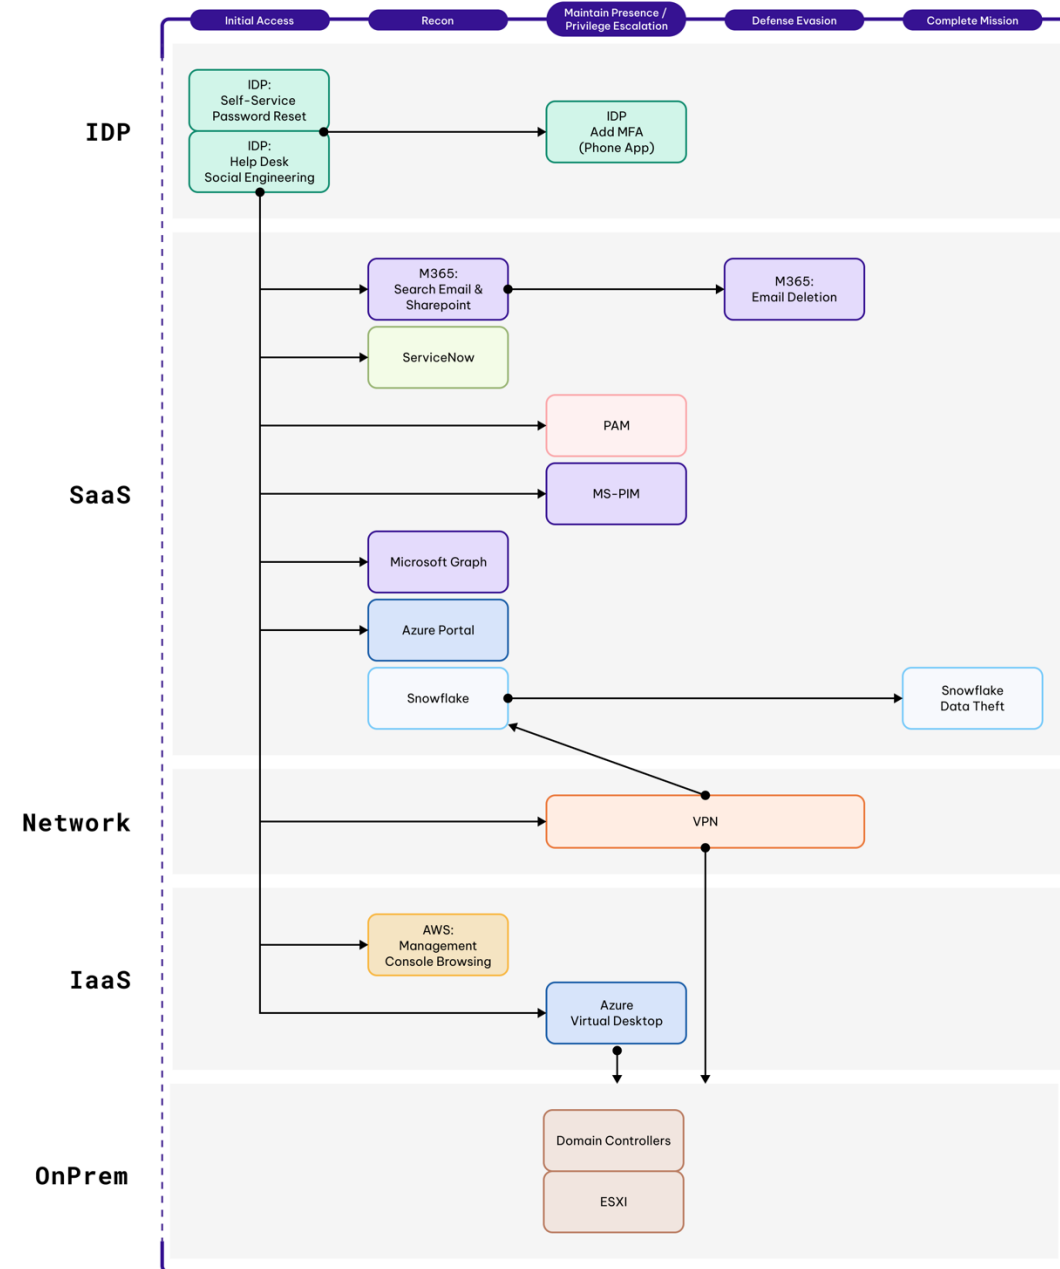 Initial Access
Recon
Maintain Presence /
Privilege Escalation
Defense Evasion
Complete Mission
IDP
IDP:
Self-Service
Password Reset
IDP:
Help Desk
Social Engineering
IDP
Add MFA
(Phone App)
SaaS
M365:
Search Email &
Sharepoint
M365:
Email Deletion
ServiceNow
PAM
MS-PIM
Microsoft Graph
Azure Portal
Snowflake
Snowflake
Data Theft
Network
VPN
IaaS
AWS:
Management
Console Browsing
Azure
Virtual Desktop
OnPrem
Domain Controllers
ESXI